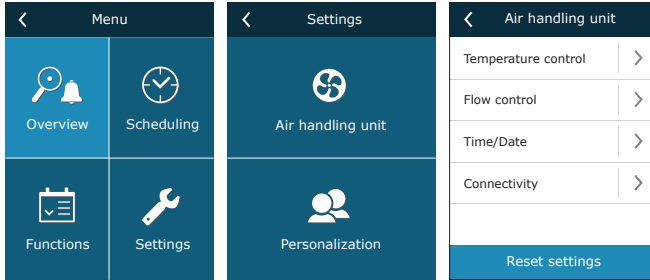 Menu
Overview
Scheduling
Functions
Settings
Settings
Air handling unit
Personalization
Air handling unit
Temperature control
Flow control
Time/Date
Connectivity
Reset settings